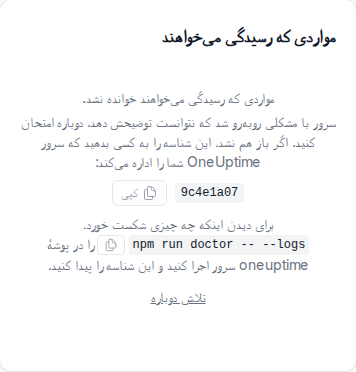 مواردی که رسیدگی می‌خواهند
مواردی که رسیدگی می‌خواهند خوانده نشد.
سرور با مشکلی روبه‌رو شد که نتوانست توضیحش دهد. دوباره امتحان
کنید. اگر باز هم نشد، این شناسه را به کسی بدهید که سرور
OneUptime شما را اداره می‌کند:
9c4e1a07 کپی
برای دیدن اینکه چه چیزی شکست خورد،
npm run doctor -- --logs را در پوشهٔ
oneuptime سرور اجرا کنید و این شناسه را پیدا کنید.
تلاش دوباره